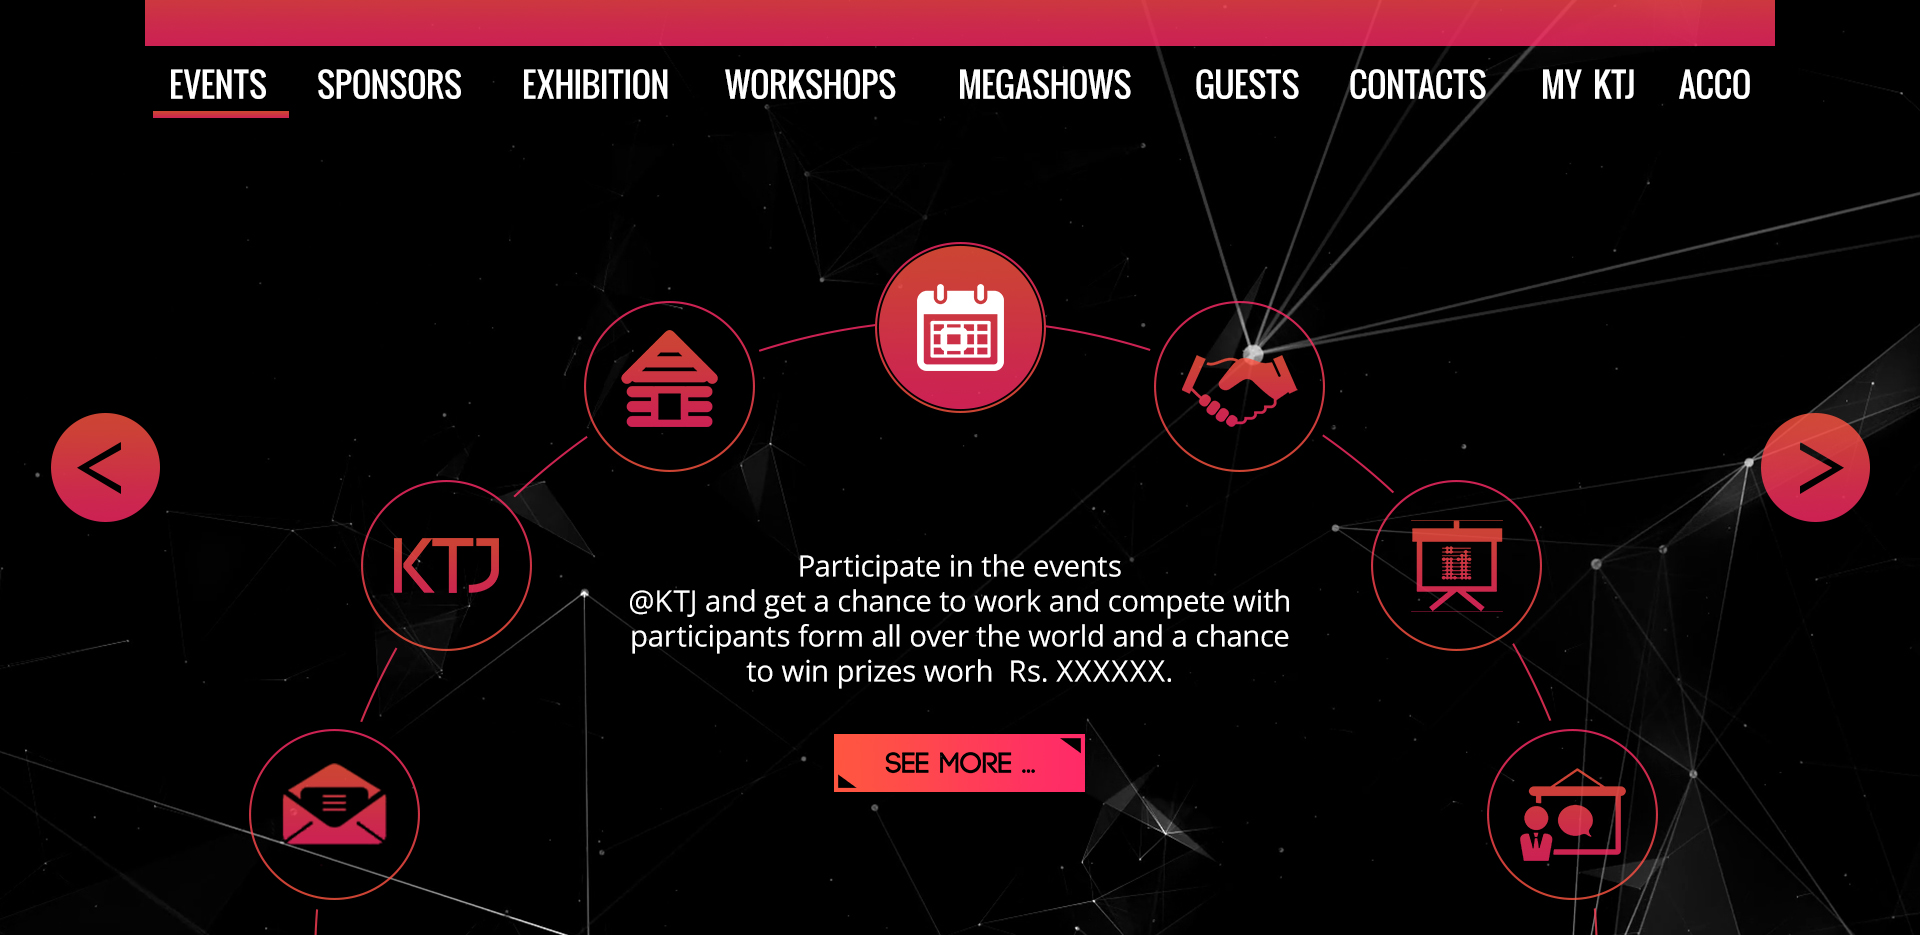 EVENTS SPONSORS EXHIBITION WORKSHOPS MEGASHOWS GUESTS CONTACTS MY KTJ ACCO
< >
KTJ
Participate in the events
@KTJ and get a chance to work and compete with
participants form all over the world and a chance
to win prizes worh Rs. XXXXXX.
SEE MORE ...